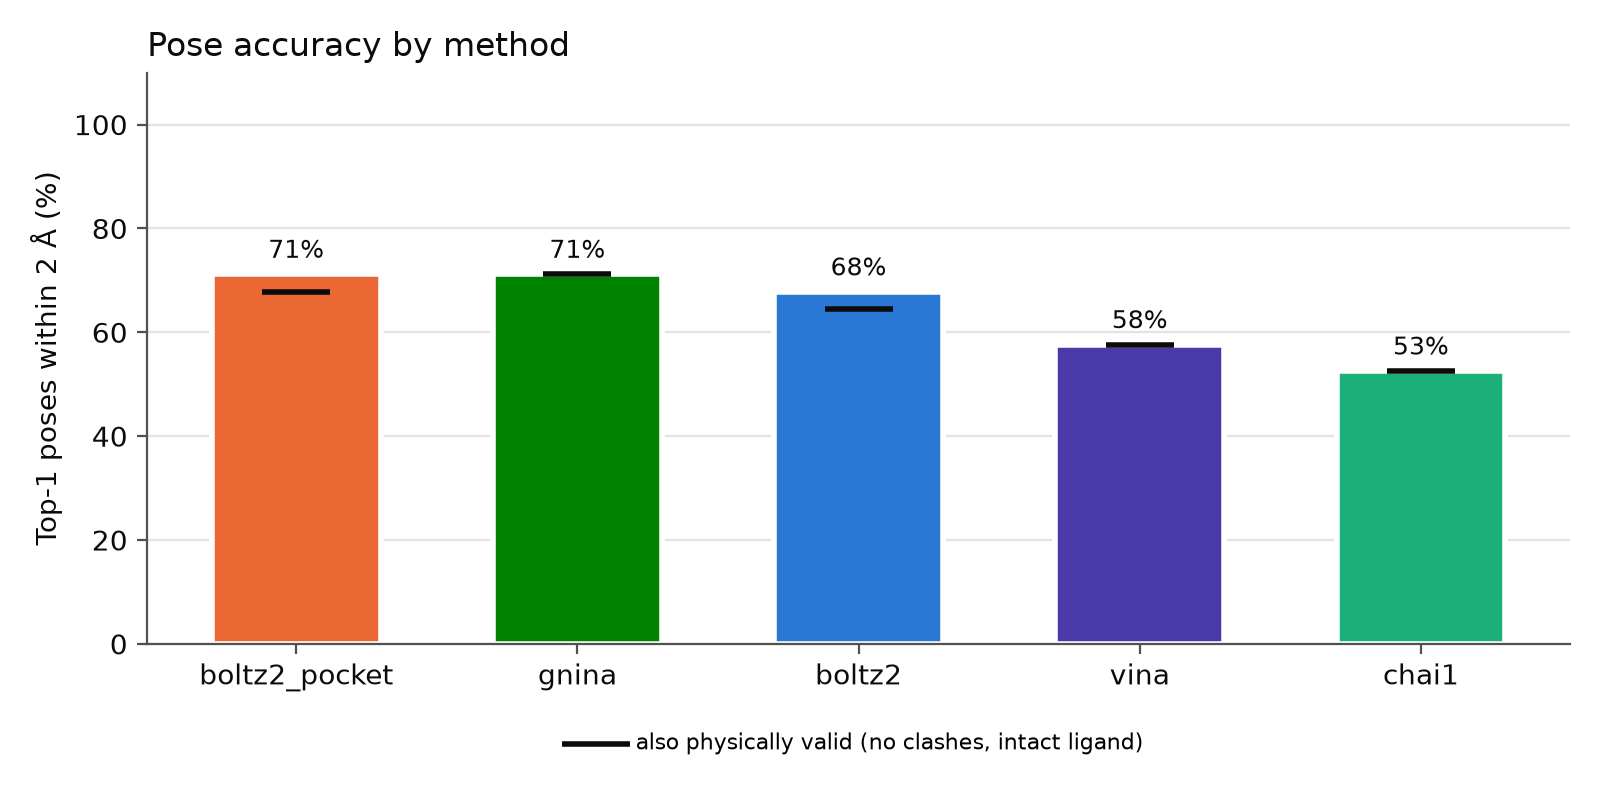 Pose accuracy by method
Top-1 poses within 2 Å (%)
100
80
60
40
20
0
71%
71%
68%
58%
53%
boltz2_pocket
gnina
boltz2
vina
chai1
also physically valid (no clashes, intact ligand)